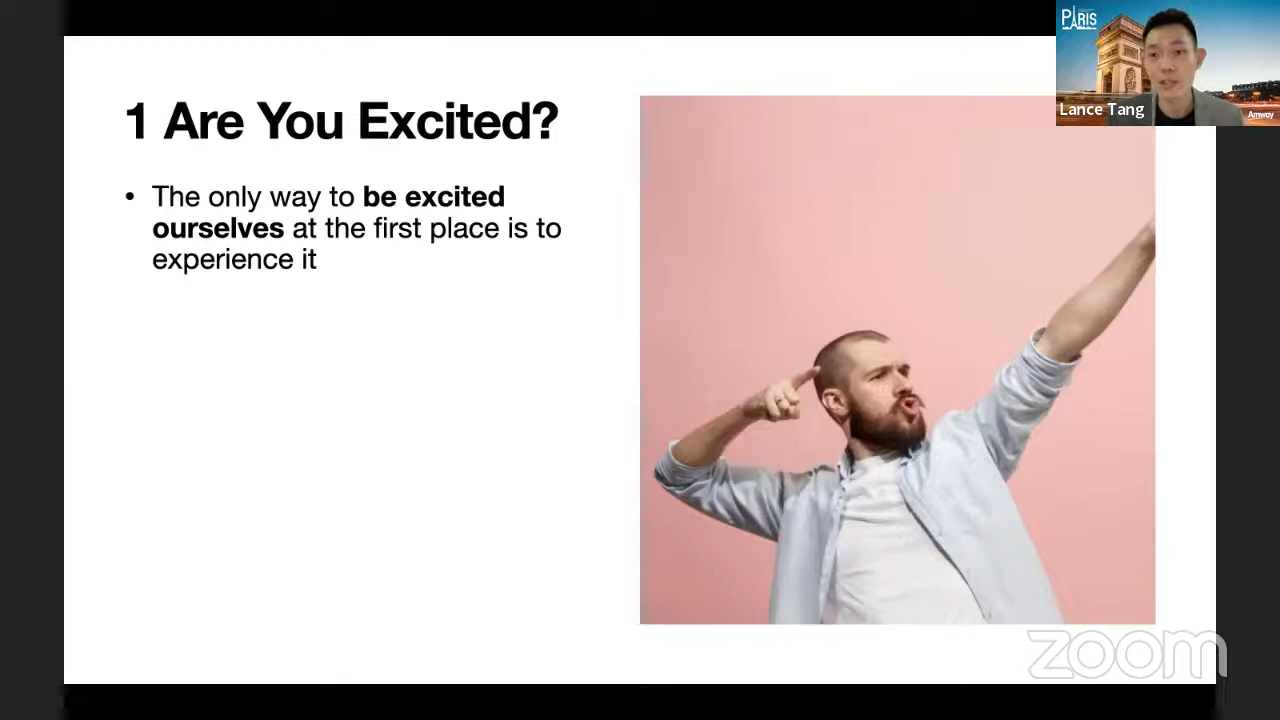 1 Are You Excited?
• The only way to be excited
ourselves at the first place is to
experience it
PARIS
Lance Tang
Amway
zoom